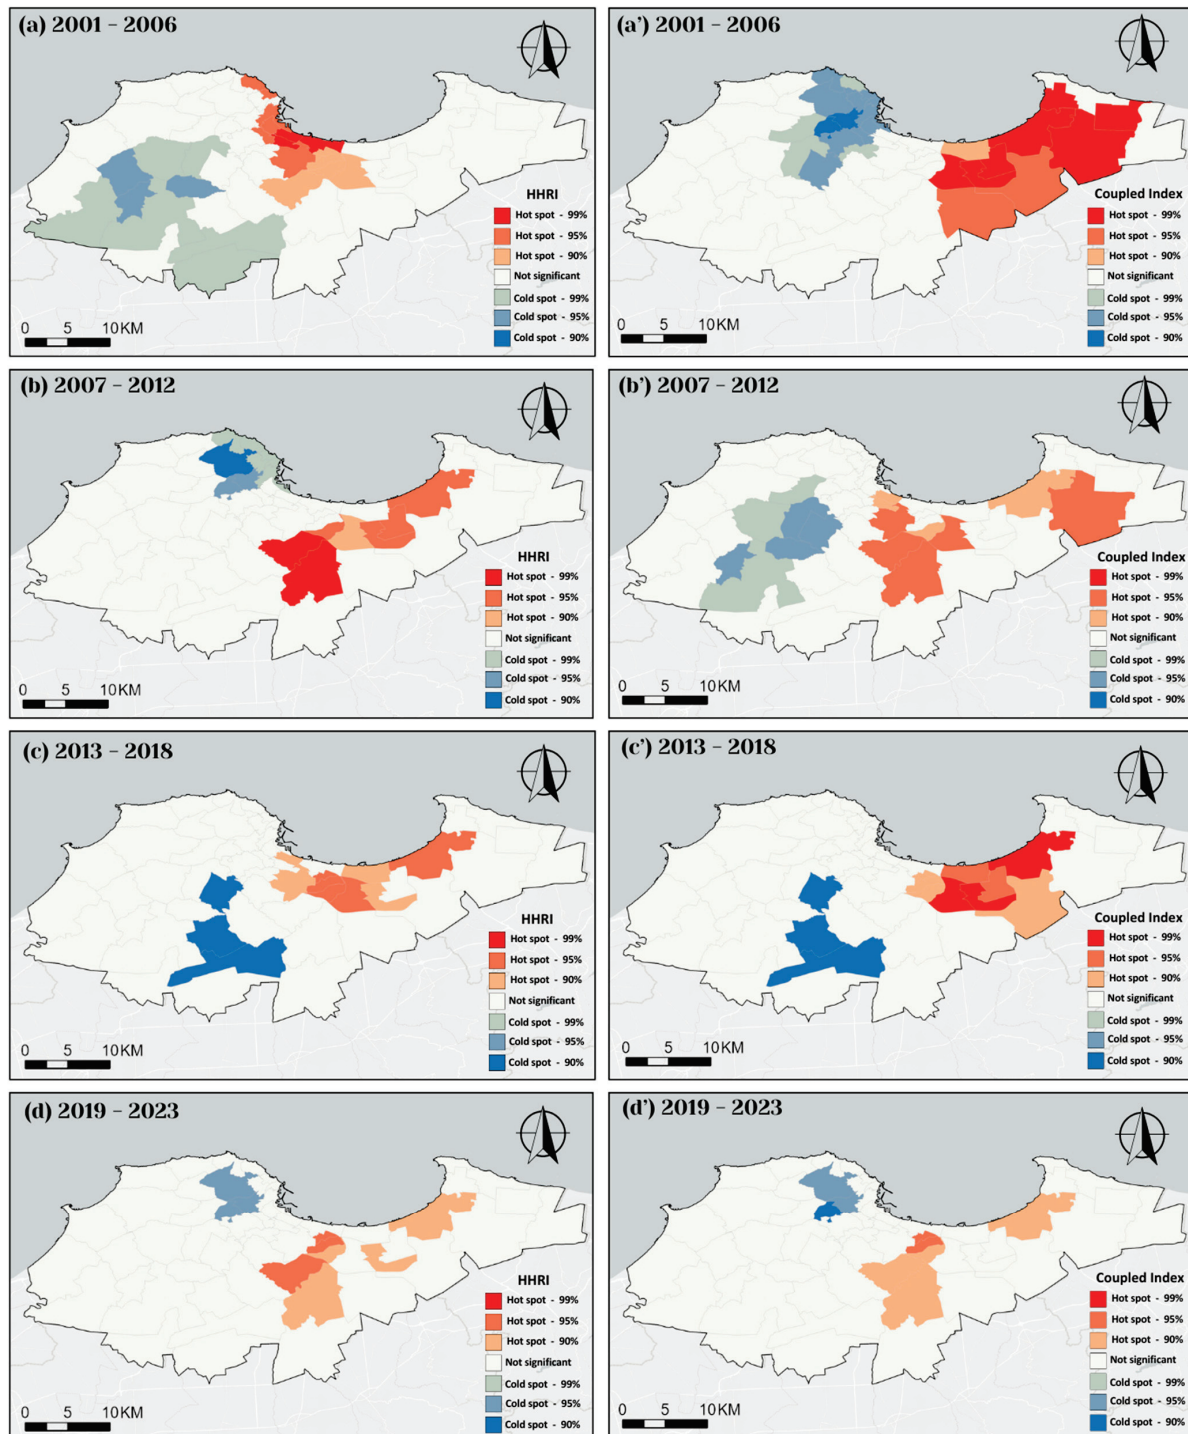 (a) 2001 - 2006
HHRI
Hot spot - 99%
Hot spot - 95%
Hot spot - 90%
Not significant
Cold spot - 99%
Cold spot - 95%
Cold spot - 90%
0 5 10KM
(a') 2001 - 2006
Coupled Index
Hot spot - 99%
Hot spot - 95%
Hot spot - 90%
Not significant
Cold spot - 99%
Cold spot - 95%
Cold spot - 90%
0 5 10KM
(b) 2007 - 2012
HHRI
Hot spot - 99%
Hot spot - 95%
Hot spot - 90%
Not significant
Cold spot - 99%
Cold spot - 95%
Cold spot - 90%
0 5 10KM
(b') 2007 - 2012
Coupled Index
Hot spot - 99%
Hot spot - 95%
Hot spot - 90%
Not significant
Cold spot - 99%
Cold spot - 95%
Cold spot - 90%
0 5 10KM
(c) 2013 - 2018
HHRI
Hot spot - 99%
Hot spot - 95%
Hot spot - 90%
Not significant
Cold spot - 99%
Cold spot - 95%
Cold spot - 90%
0 5 10KM
(c') 2013 - 2018
Coupled Index
Hot spot - 99%
Hot spot - 95%
Hot spot - 90%
Not significant
Cold spot - 99%
Cold spot - 95%
Cold spot - 90%
0 5 10KM
(d) 2019 - 2023
HHRI
Hot spot - 99%
Hot spot - 95%
Hot spot - 90%
Not significant
Cold spot - 99%
Cold spot - 95%
Cold spot - 90%
0 5 10KM
(d') 2019 - 2023
Coupled Index
Hot spot - 99%
Hot spot - 95%
Hot spot - 90%
Not significant
Cold spot - 99%
Cold spot - 95%
Cold spot - 90%
0 5 10KM